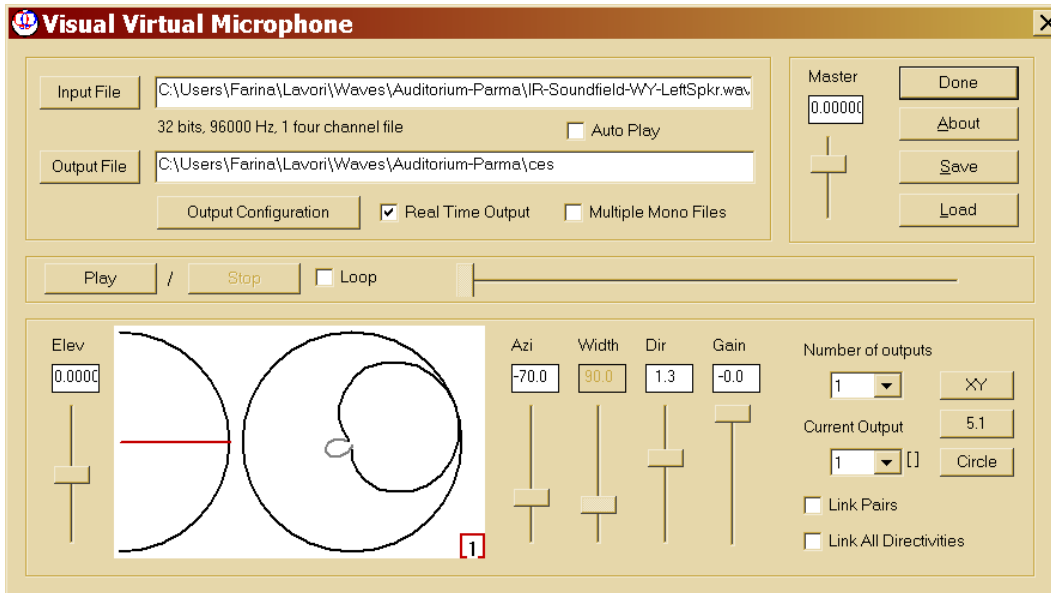 Visual Virtual Microphone
Input File
C:\Users\Farina\Lavori\Waves\Auditorium-Parma\IR-Soundfield-WY-LeftSpkr.wav
32 bits, 96000 Hz, 1 four channel file
Auto Play
Output File
C:\Users\Farina\Lavori\Waves\Auditorium-Parma\ces
Output Configuration
Real Time Output
Multiple Mono Files
Master
0.0000
Done
About
Save
Load
Play
/
Stop
Loop
Elev
0.000
1
Azi
Width
Dir
Gain
-70.0
90.0
1.3
-0.0
Number of outputs
1
XY
5.1
Current Output
1
[]
Circle
Link Pairs
Link All Directivities